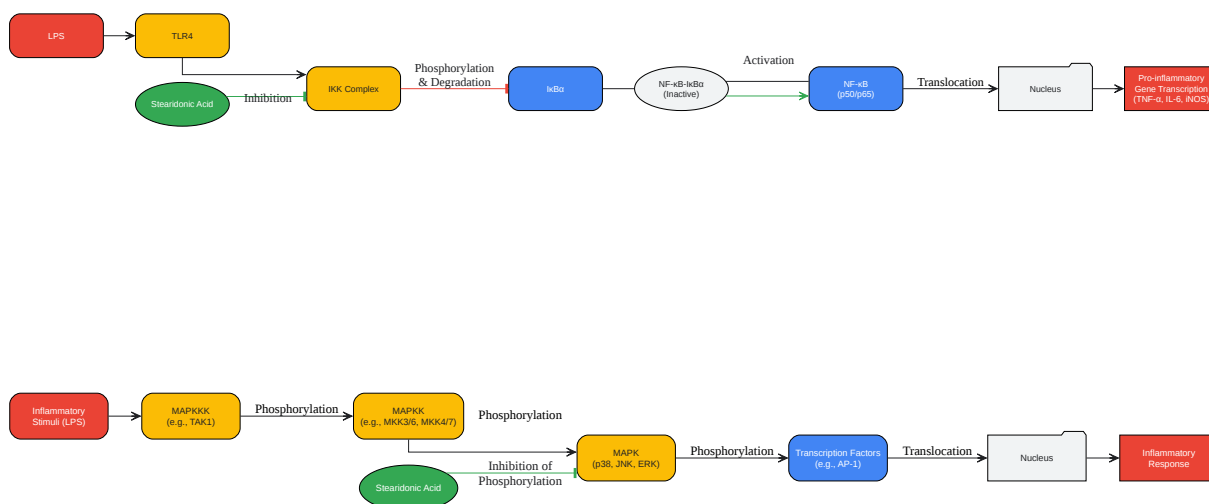 LPS
TLR4
Stearidonic Acid
Inhibition
IKK Complex
Phosphorylation
& Degradation
IκBα
NF-κB-IκBα
(Inactive)
Activation
NF-κB
(p50/p65)
Translocation
Nucleus
Pro-inflammatory
Gene Transcription
(TNF-α, IL-6, iNOS)
Inflammatory
Stimuli (LPS)
MAPKKK
(e.g., TAK1)
Phosphorylation
MAPKK
(e.g., MKK3/6, MKK4/7)
Phosphorylation
Stearidonic Acid
Inhibition of
Phosphorylation
MAPK
(p38, JNK, ERK)
Phosphorylation
Transcription Factors
(e.g., AP-1)
Translocation
Nucleus
Inflammatory
Response